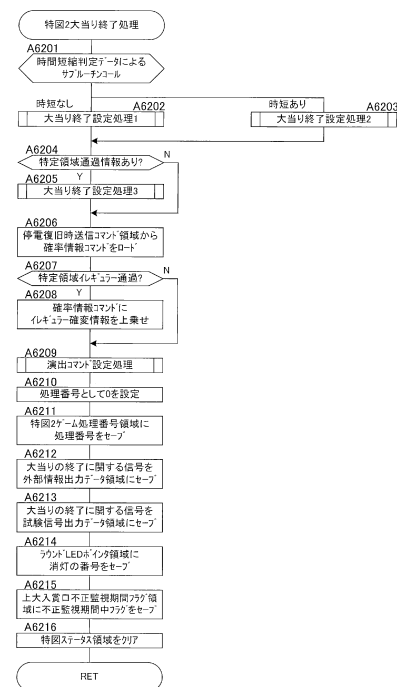 特図2大当り終了処理
A6201
時間短縮判定データによる
サブルーチンコール
時短なし
A6202
時短あり
A6203
大当り終了設定処理1
大当り終了設定処理2
A6204
特定領域通過情報あり?
N
A6205
Y
大当り終了設定処理3
A6206
停電復旧時送信コマンド領域から
確率情報コマンドをロード
A6207
特定領域イレギュラー通過?
N
A6208
Y
確率情報コマンドに
イレギュラー確変情報を上乗せ
A6209
演出コマンド設定処理
A6210
処理番号として0を設定
A6211
特図2ゲーム処理番号領域に
処理番号をセーブ
A6212
大当りの終了に関する信号を
外部情報出力データ領域にセーブ
A6213
大当りの終了に関する信号を
試験信号出力データ領域にセーブ
A6214
ラウンドLEDポインタ領域に
消灯の番号をセーブ
A6215
上大入賞口不正監視期間フラグ領
域に不正監視期間中フラグをセーブ
A6216
特図ステータス領域をクリア
RET